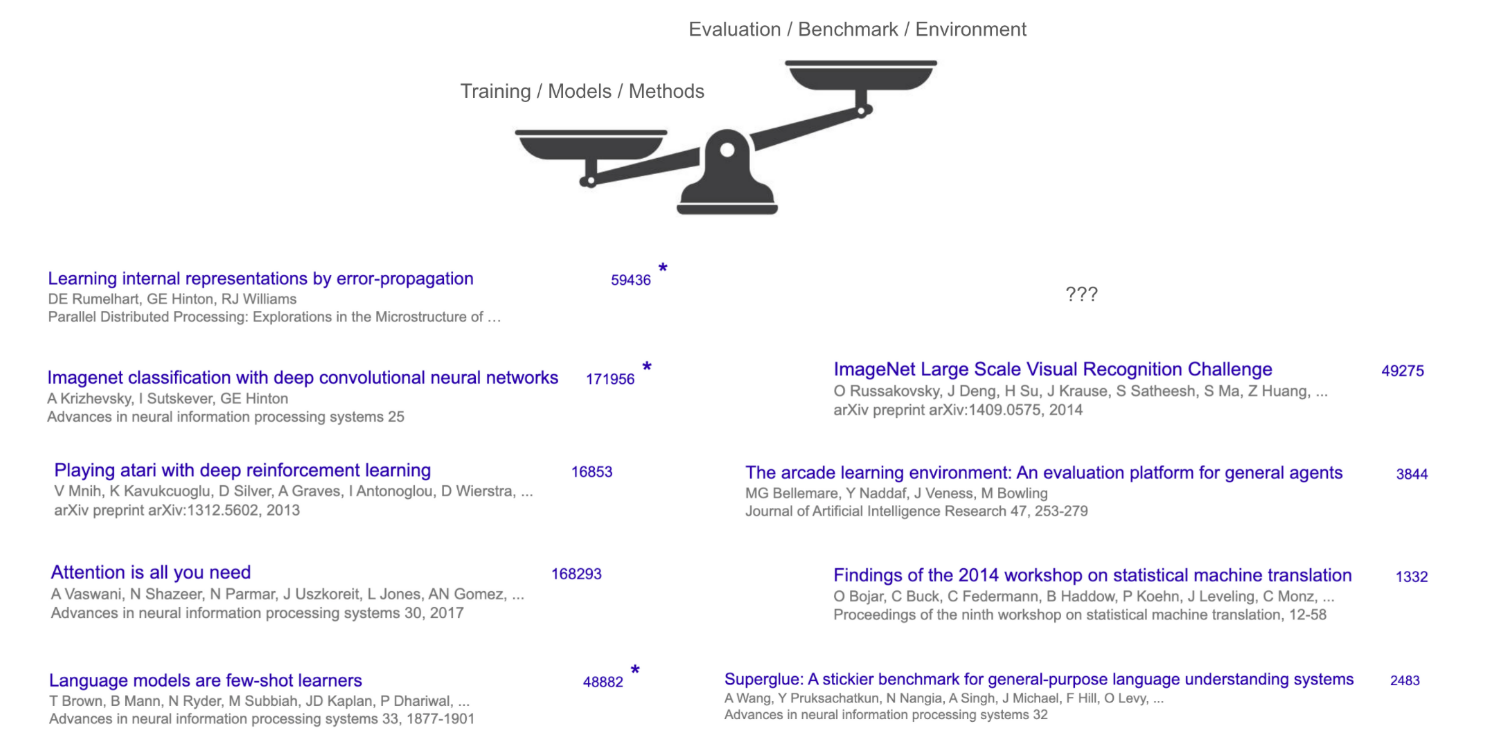 Evaluation / Benchmark / Environment
Training / Models / Methods
Learning internal representations by error-propagation 59436 *
DE Rumelhart, GE Hinton, RJ Williams
Parallel Distributed Processing: Explorations in the Microstructure of …
???
Imagenet classification with deep convolutional neural networks 171956 *
A Krizhevsky, I Sutskever, GE Hinton
Advances in neural information processing systems 25
ImageNet Large Scale Visual Recognition Challenge 49275
O Russakovsky, J Deng, H Su, J Krause, S Satheesh, S Ma, Z Huang, ...
arXiv preprint arXiv:1409.0575, 2014
Playing atari with deep reinforcement learning 16853
V Mnih, K Kavukcuoglu, D Silver, A Graves, I Antonoglou, D Wierstra, ...
arXiv preprint arXiv:1312.5602, 2013
The arcade learning environment: An evaluation platform for general agents 3844
MG Bellemare, Y Naddaf, J Veness, M Bowling
Journal of Artificial Intelligence Research 47, 253-279
Attention is all you need 168293
A Vaswani, N Shazeer, N Parmar, J Uszkoreit, L Jones, AN Gomez, ...
Advances in neural information processing systems 30, 2017
Findings of the 2014 workshop on statistical machine translation 1332
O Bojar, C Buck, C Federmann, B Haddow, P Koehn, J Leveling, C Monz, ...
Proceedings of the ninth workshop on statistical machine translation, 12-58
Language models are few-shot learners 48882 *
T Brown, B Mann, N Ryder, M Subbiah, JD Kaplan, P Dhariwal, ...
Advances in neural information processing systems 33, 1877-1901
Superglue: A stickier benchmark for general-purpose language understanding systems 2483
A Wang, Y Pruksachatkun, N Nangia, A Singh, J Michael, F Hill, O Levy, ...
Advances in neural information processing systems 32